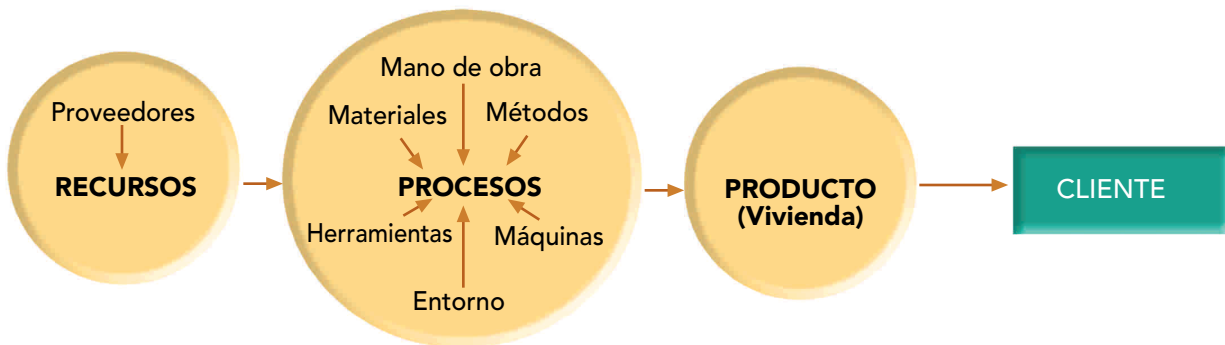 Proveedores
RECURSOS
Mano de obra
Materiales
Métodos
PROCESOS
Herramientas
Máquinas
Entorno
PRODUCTO
(Vivienda)
CLIENTE